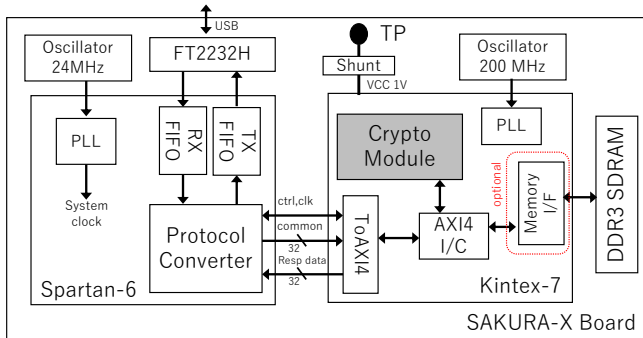 USB
TP
Oscillator
24MHz
FT2232H
Shunt
VCC 1V
Oscillator
200 MHz
PLL
RX
FIFO
TX
FIFO
Crypto
Module
PLL
System
clock
Protocol
Converter
ctrl,clk
common
32
Resp data
32
ToAXI4
AXI4
I/C
optional
Memory
I/F
DDR3 SDRAM
Spartan-6
Kintex-7
SAKURA-X Board